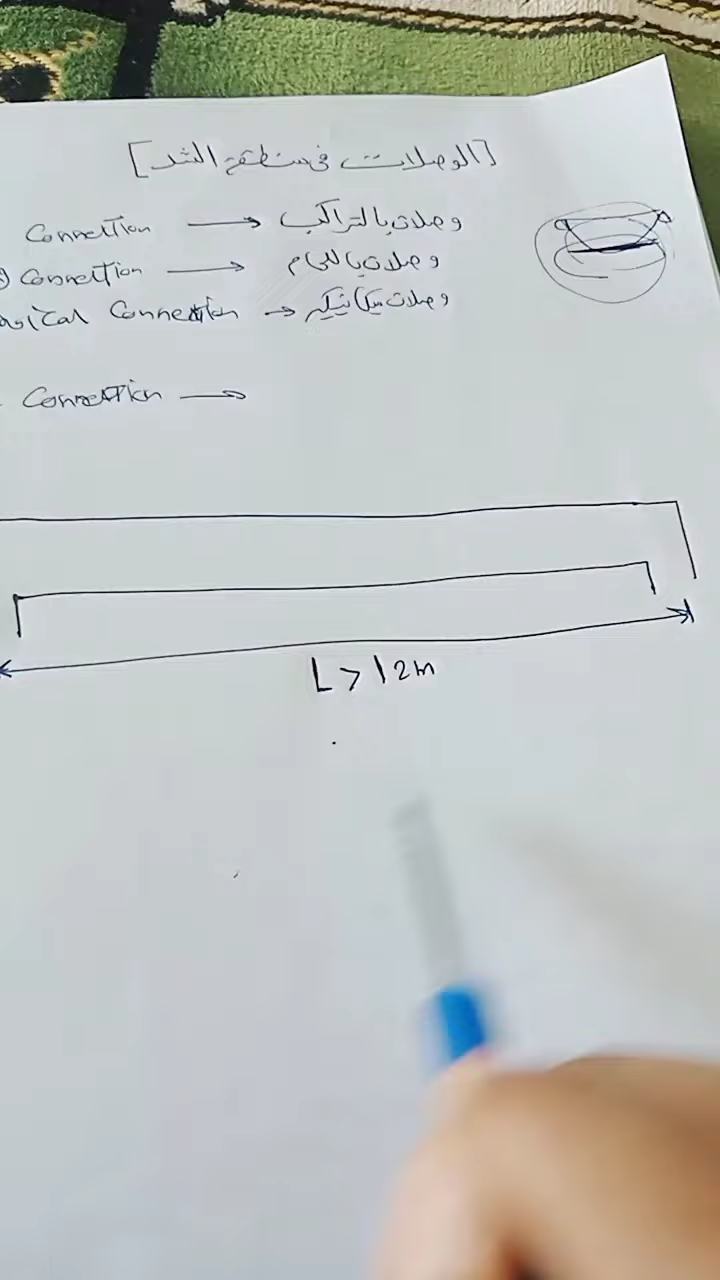 [الوصلات في منطقة الشد]
Connection → وصلات بالتراكب
Connection → وصلات باللحام
Connection → وصلات ميكانيكية
Connection →
L > 12m